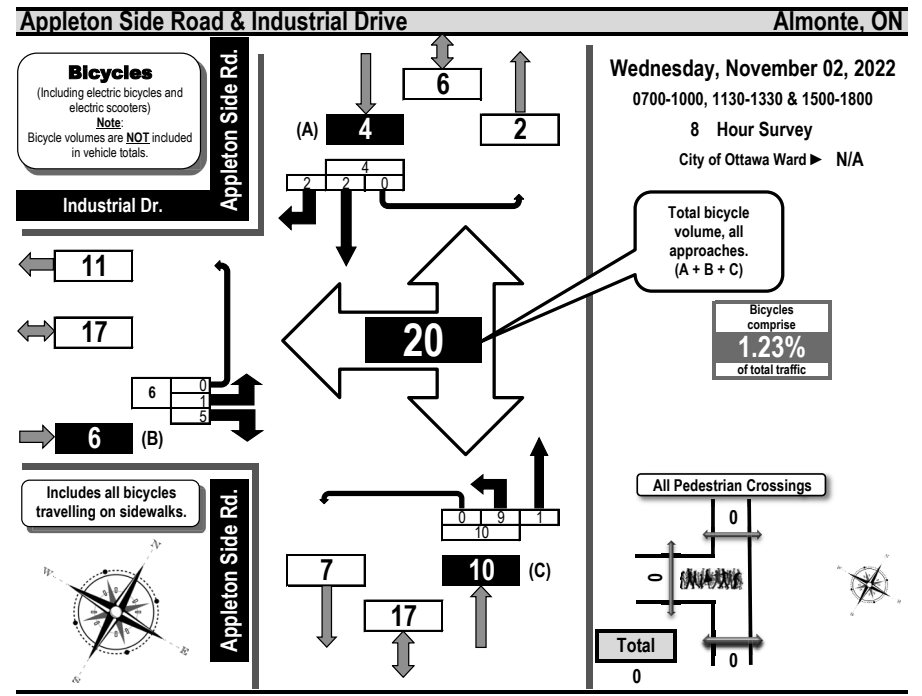 Appleton Side Road & Industrial Drive
Almonte, ON
Bicycles
(Including electric bicycles and
electric scooters)
Note:
Bicycle volumes are NOT included
in vehicle totals.
Appleton Side Rd.
Industrial Dr.
(A)
4
6
2
4
2 2 0
Wednesday, November 02, 2022
0700-1000, 1130-1330 & 1500-1800
8 Hour Survey
City of Ottawa Ward ► N/A
Total bicycle
volume, all
approaches.
(A + B + C)
11
17
20
Bicycles
comprise
1.23%
of total traffic
6
0
1
5
6
(B)
Includes all bicycles
travelling on sidewalks.
Appleton Side Rd.
N
W
E
S
0 9 1
10
7
10
(C)
17
All Pedestrian Crossings
0
0
0
Total
0